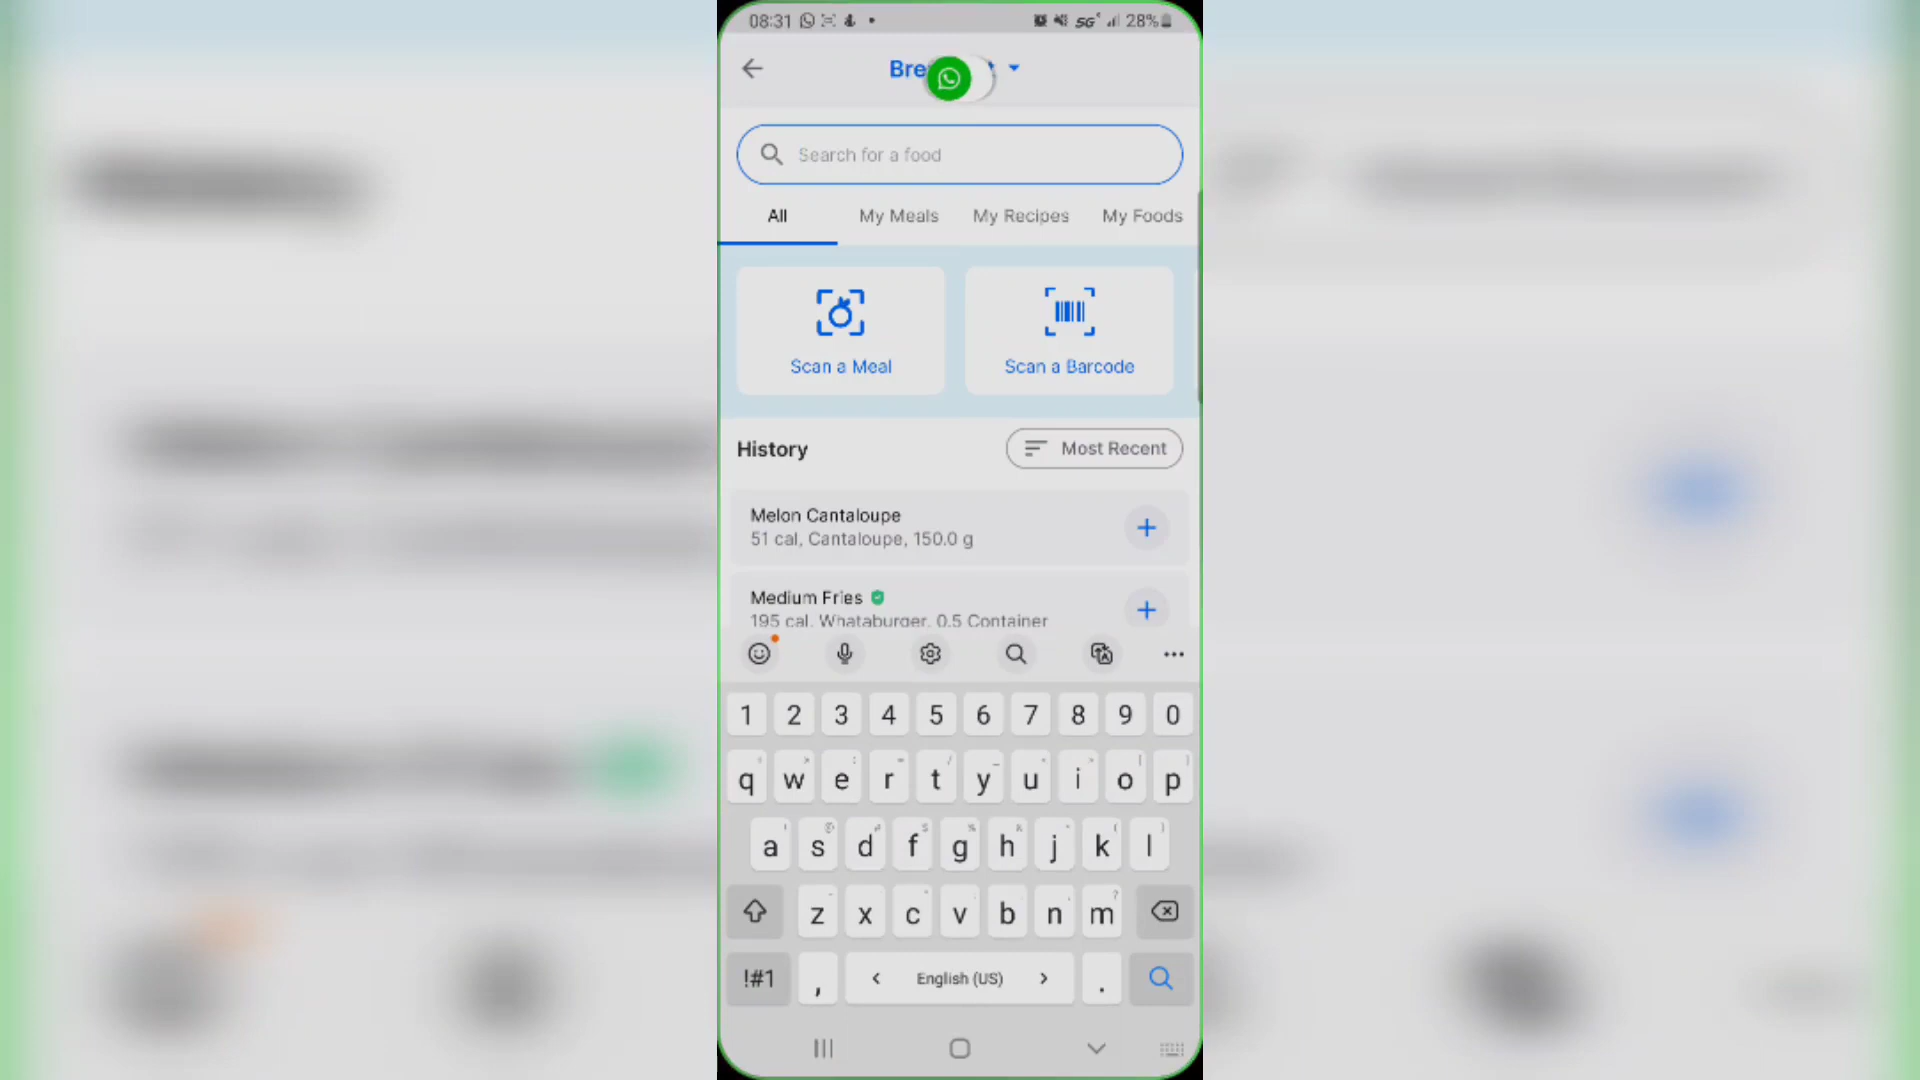 08:31 5G 28%
Bre
Search for a food
All My Meals My Recipes My Foods
Scan a Meal Scan a Barcode
History Most Recent
Melon Cantaloupe
51 cal, Cantaloupe, 150.0 g
Medium Fries
195 cal, Whataburger, 0.5 Container
1 2 3 4 5 6 7 8 9 0
q w e r t y u i o p
a s d f g h j k l
z x c v b n m
!#1 , < English (US) > .